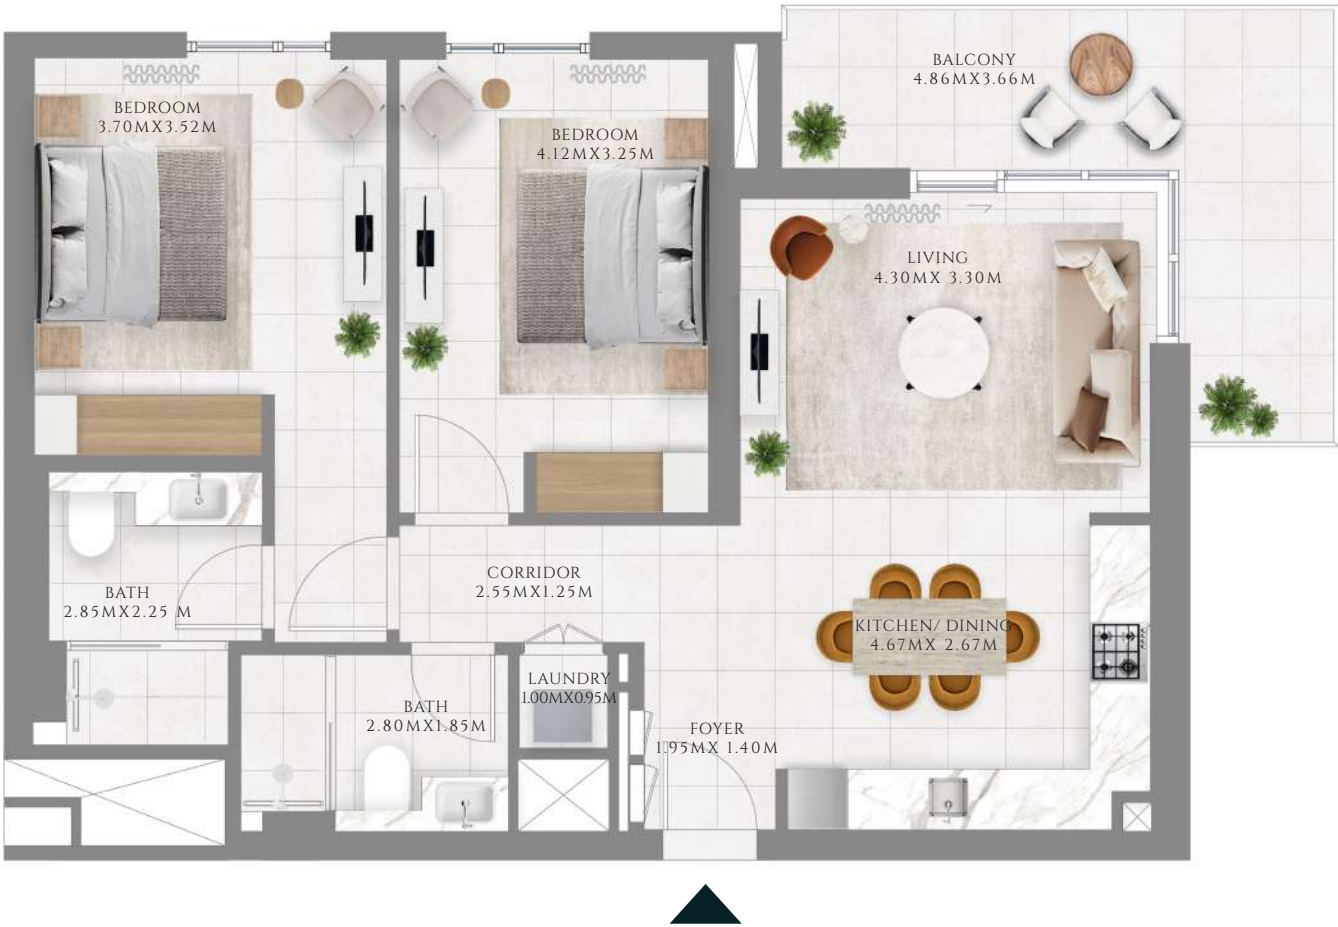 BALCONY
4.86MX3.66M
BEDROOM
3.70MX3.52M
BEDROOM
4.12MX3.25M
LIVING
4.30MX 3.30M
CORRIDOR
2.55MX1.25M
BATH
2.85MX2.25 M
KITCHEN/ DINING
4.67MX 2.67M
LAUNDRY
1.00MX0.95M
BATH
2.80MX1.85M
FOYER
1.95MX 1.40M